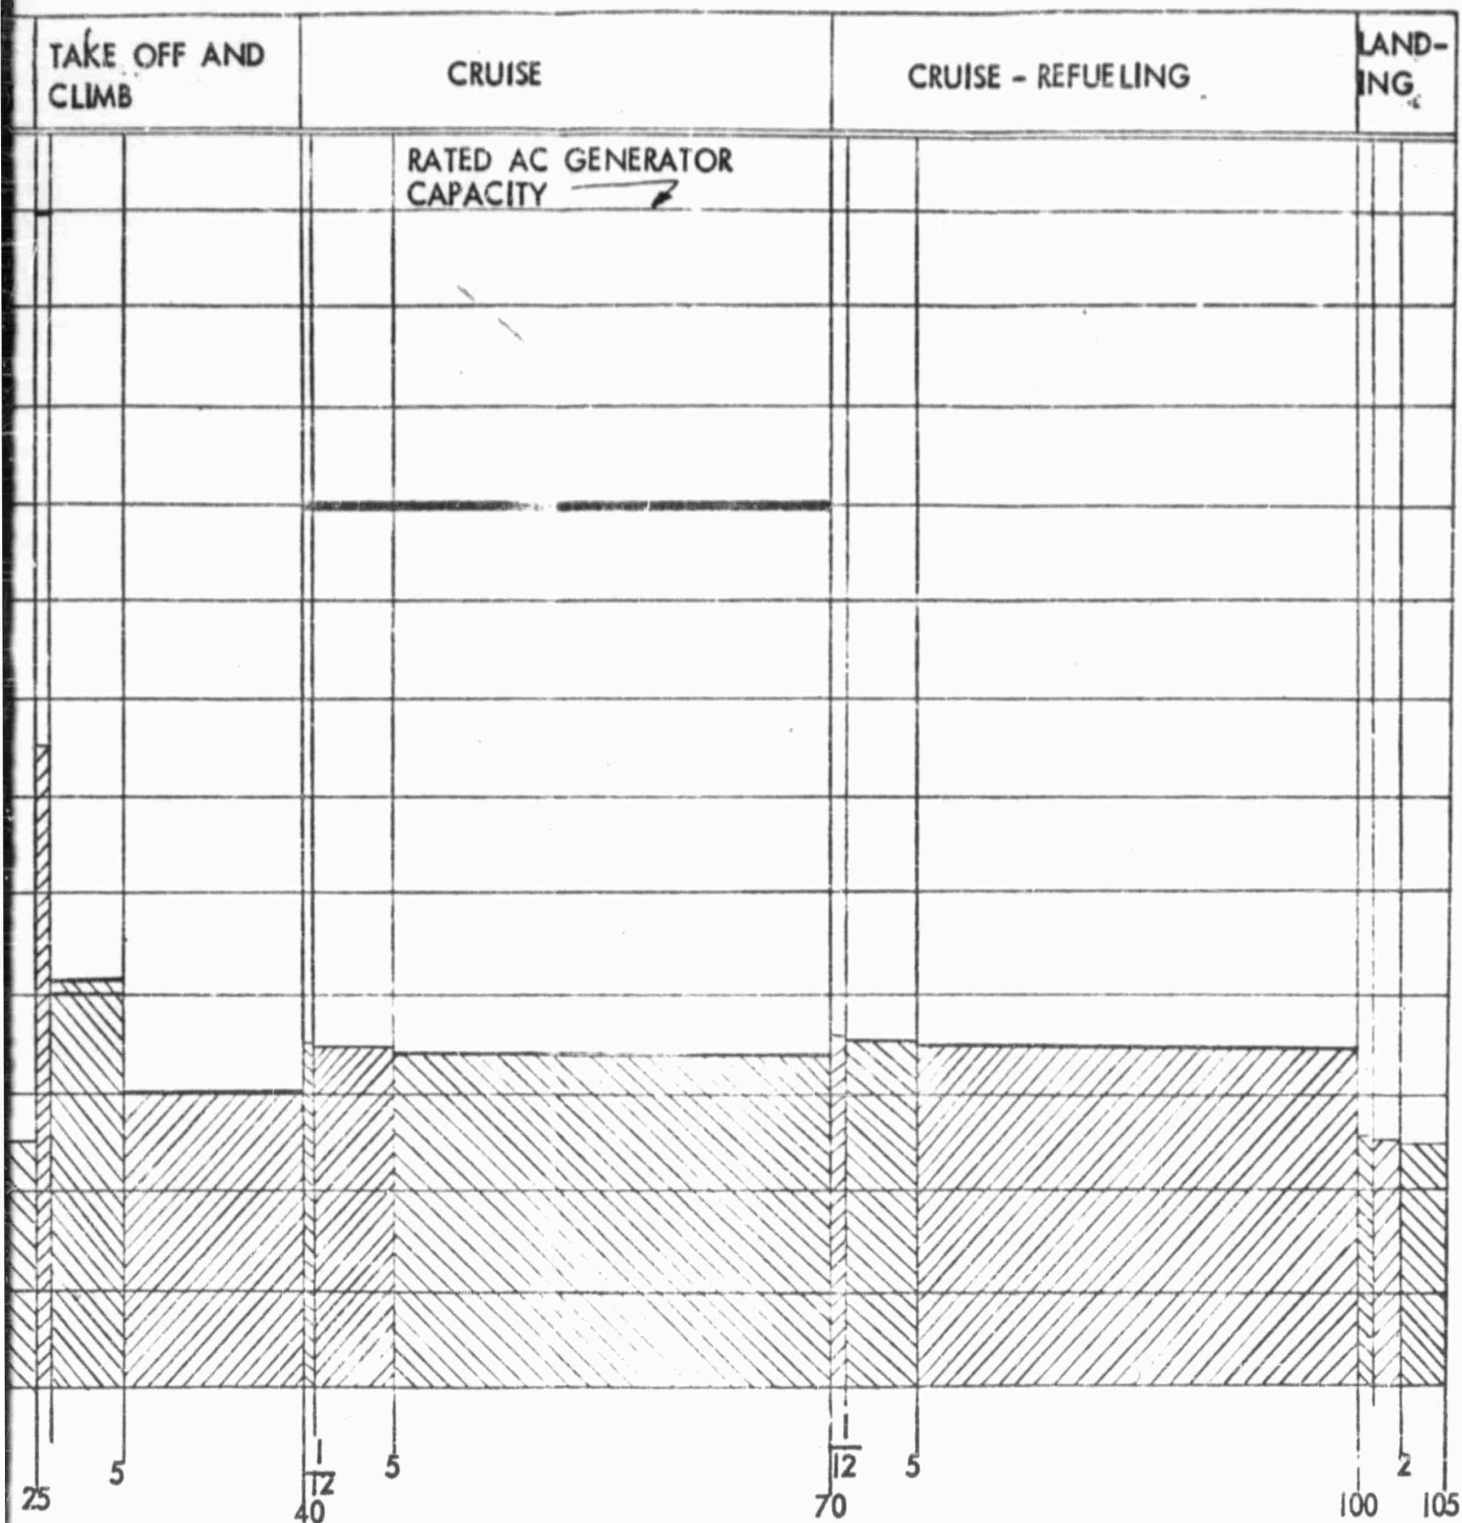 TAKE OFF AND
CLIMB
CRUISE
CRUISE - REFUELING
LAND-
ING
RATED AC GENERATOR
CAPACITY
5
1/12
5
1/12
5
2
25
40
70
100
105